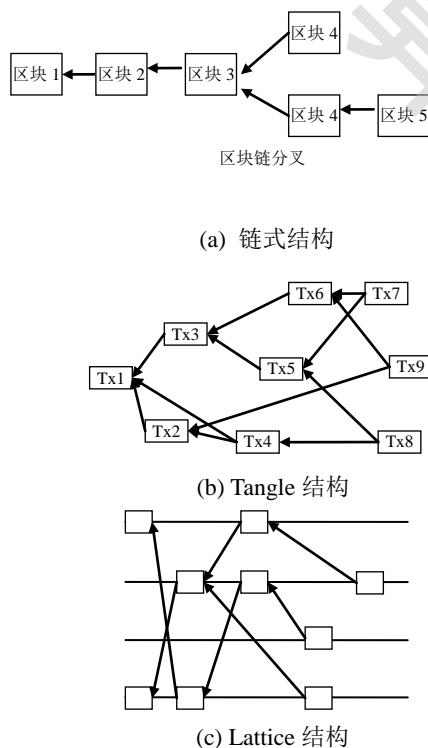 区块 4
区块 1 区块 2 区块 3
区块 4 区块 5
区块链分叉
(a) 链式结构
Tx6 Tx7
Tx3
Tx5 Tx9
Tx1
Tx2 Tx4 Tx8
(b) Tangle 结构
(c) Lattice 结构